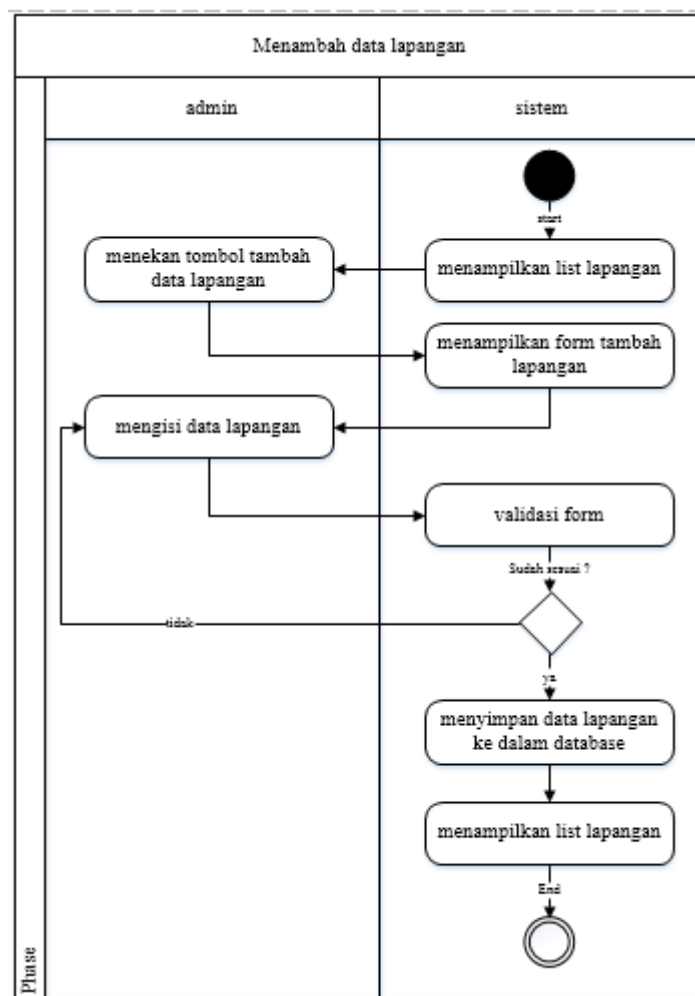 Menambah data lapangan
admin
sistem
start
menekan tombol tambah
data lapangan
menampilkan list lapangan
menampilkan form tambah
lapangan
mengisi data lapangan
validasi form
Sudah sesuai ?
tidak
ya
menyimpan data lapangan
ke dalam database
menampilkan list lapangan
End
Phase